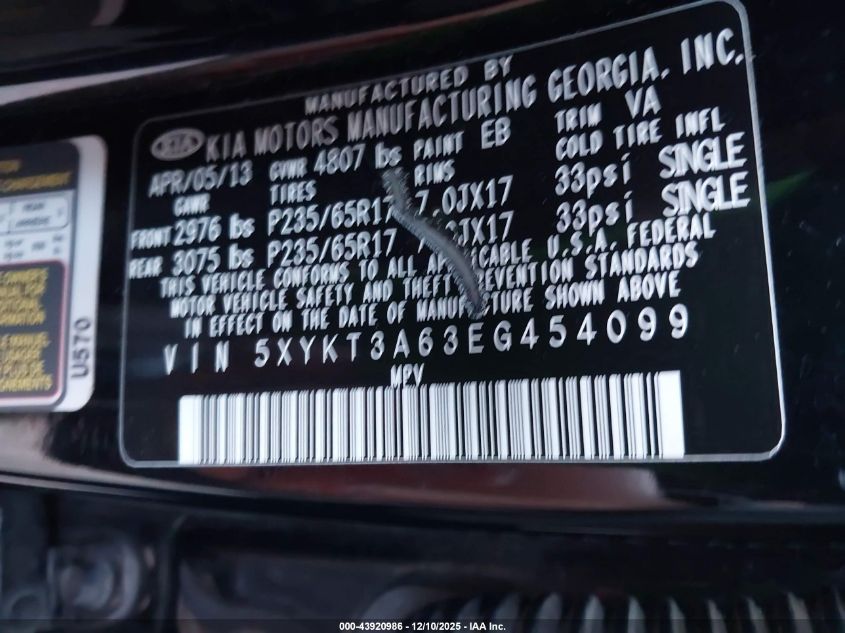 MANUFACTURED BY
KIA KIA MOTORS MANUFACTURING GEORGIA, INC.
APR/05/13 GVWR 4807 lbs PAINT EB TRIM VA
GAWR TIRES RIMS COLD TIRE INFL
FRONT 2976 lbs P235/65R17 7.0JX17 33psi SINGLE
REAR 3075 lbs P235/65R17 33psi SINGLE
THIS VEHICLE CONFORMS TO ALL APPLICABLE U.S.A. FEDERAL
MOTOR VEHICLE SAFETY AND THEFT PREVENTION STANDARDS
IN EFFECT ON THE DATE OF MANUFACTURE SHOWN ABOVE
VIN 5XYKT3A63EG454099
MPV
U570
000-43920986 - 12/10/2025 - IAA Inc.